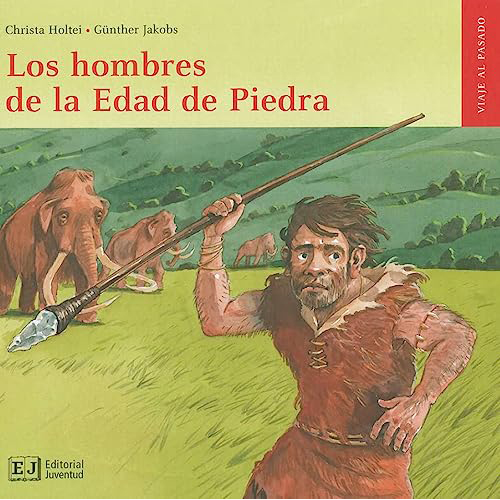 Christa Holtei • Günther Jakobs
Los hombres
de la Edad de Piedra
VIAJE AL PASADO
EJ
Editorial
Juventud